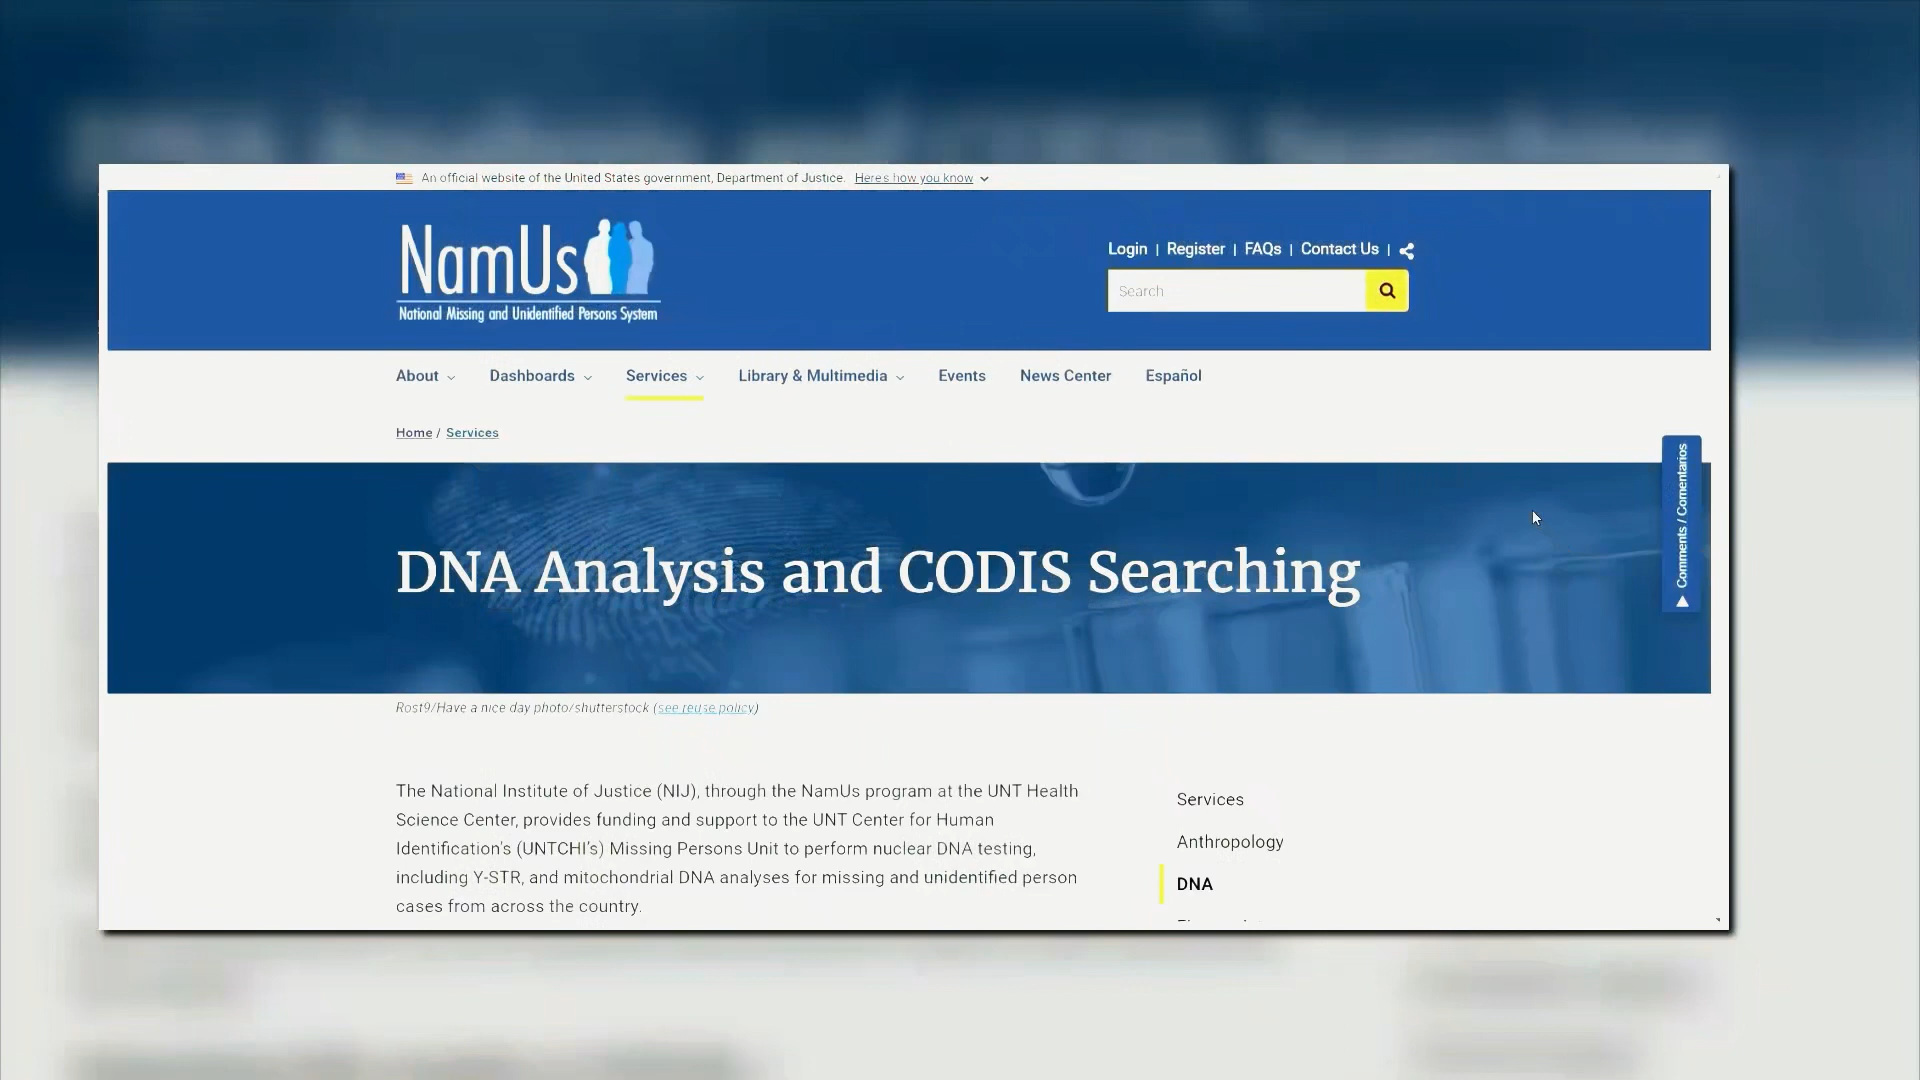 An official website of the United States government, Department of Justice. Here's how you know
NamUs
National Missing and Unidentified Persons System
Login | Register | FAQs | Contact Us |
Search
About Dashboards Services Library & Multimedia Events News Center Español
Home / Services
Comments / Comentarios
DNA Analysis and CODIS Searching
Rost9/Have a nice day photo/shutterstock (see reuse policy)
The National Institute of Justice (NIJ), through the NamUs program at the UNT Health
Science Center, provides funding and support to the UNT Center for Human
Identification's (UNTCHI's) Missing Persons Unit to perform nuclear DNA testing,
including Y-STR, and mitochondrial DNA analyses for missing and unidentified person
cases from across the country.
Services
Anthropology
DNA